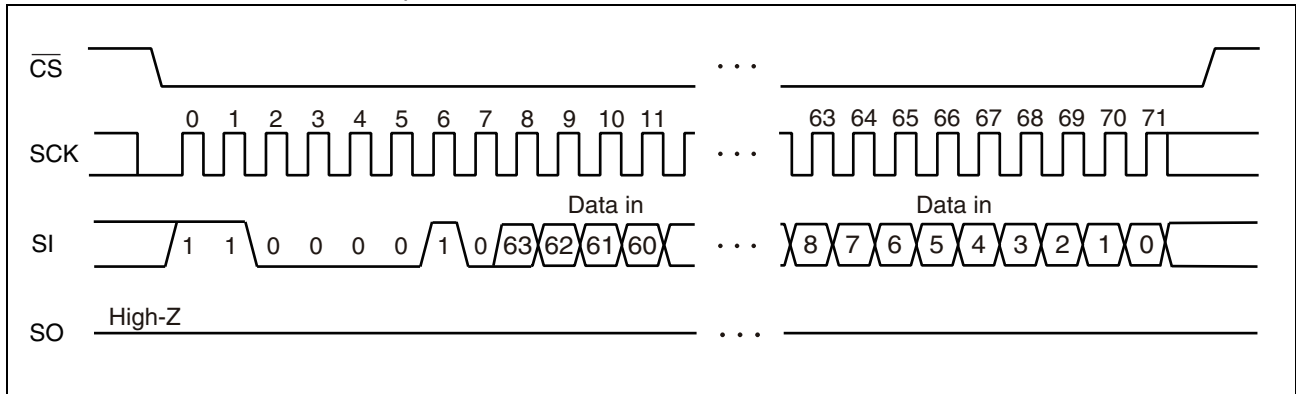 CS
0 1 2 3 4 5 6 7 8 9 10 11 63 64 65 66 67 68 69 70 71
SCK
Data in Data in
SI 1 1 0 0 0 0 1 0 63 62 61 60 8 7 6 5 4 3 2 1 0
High-Z
SO